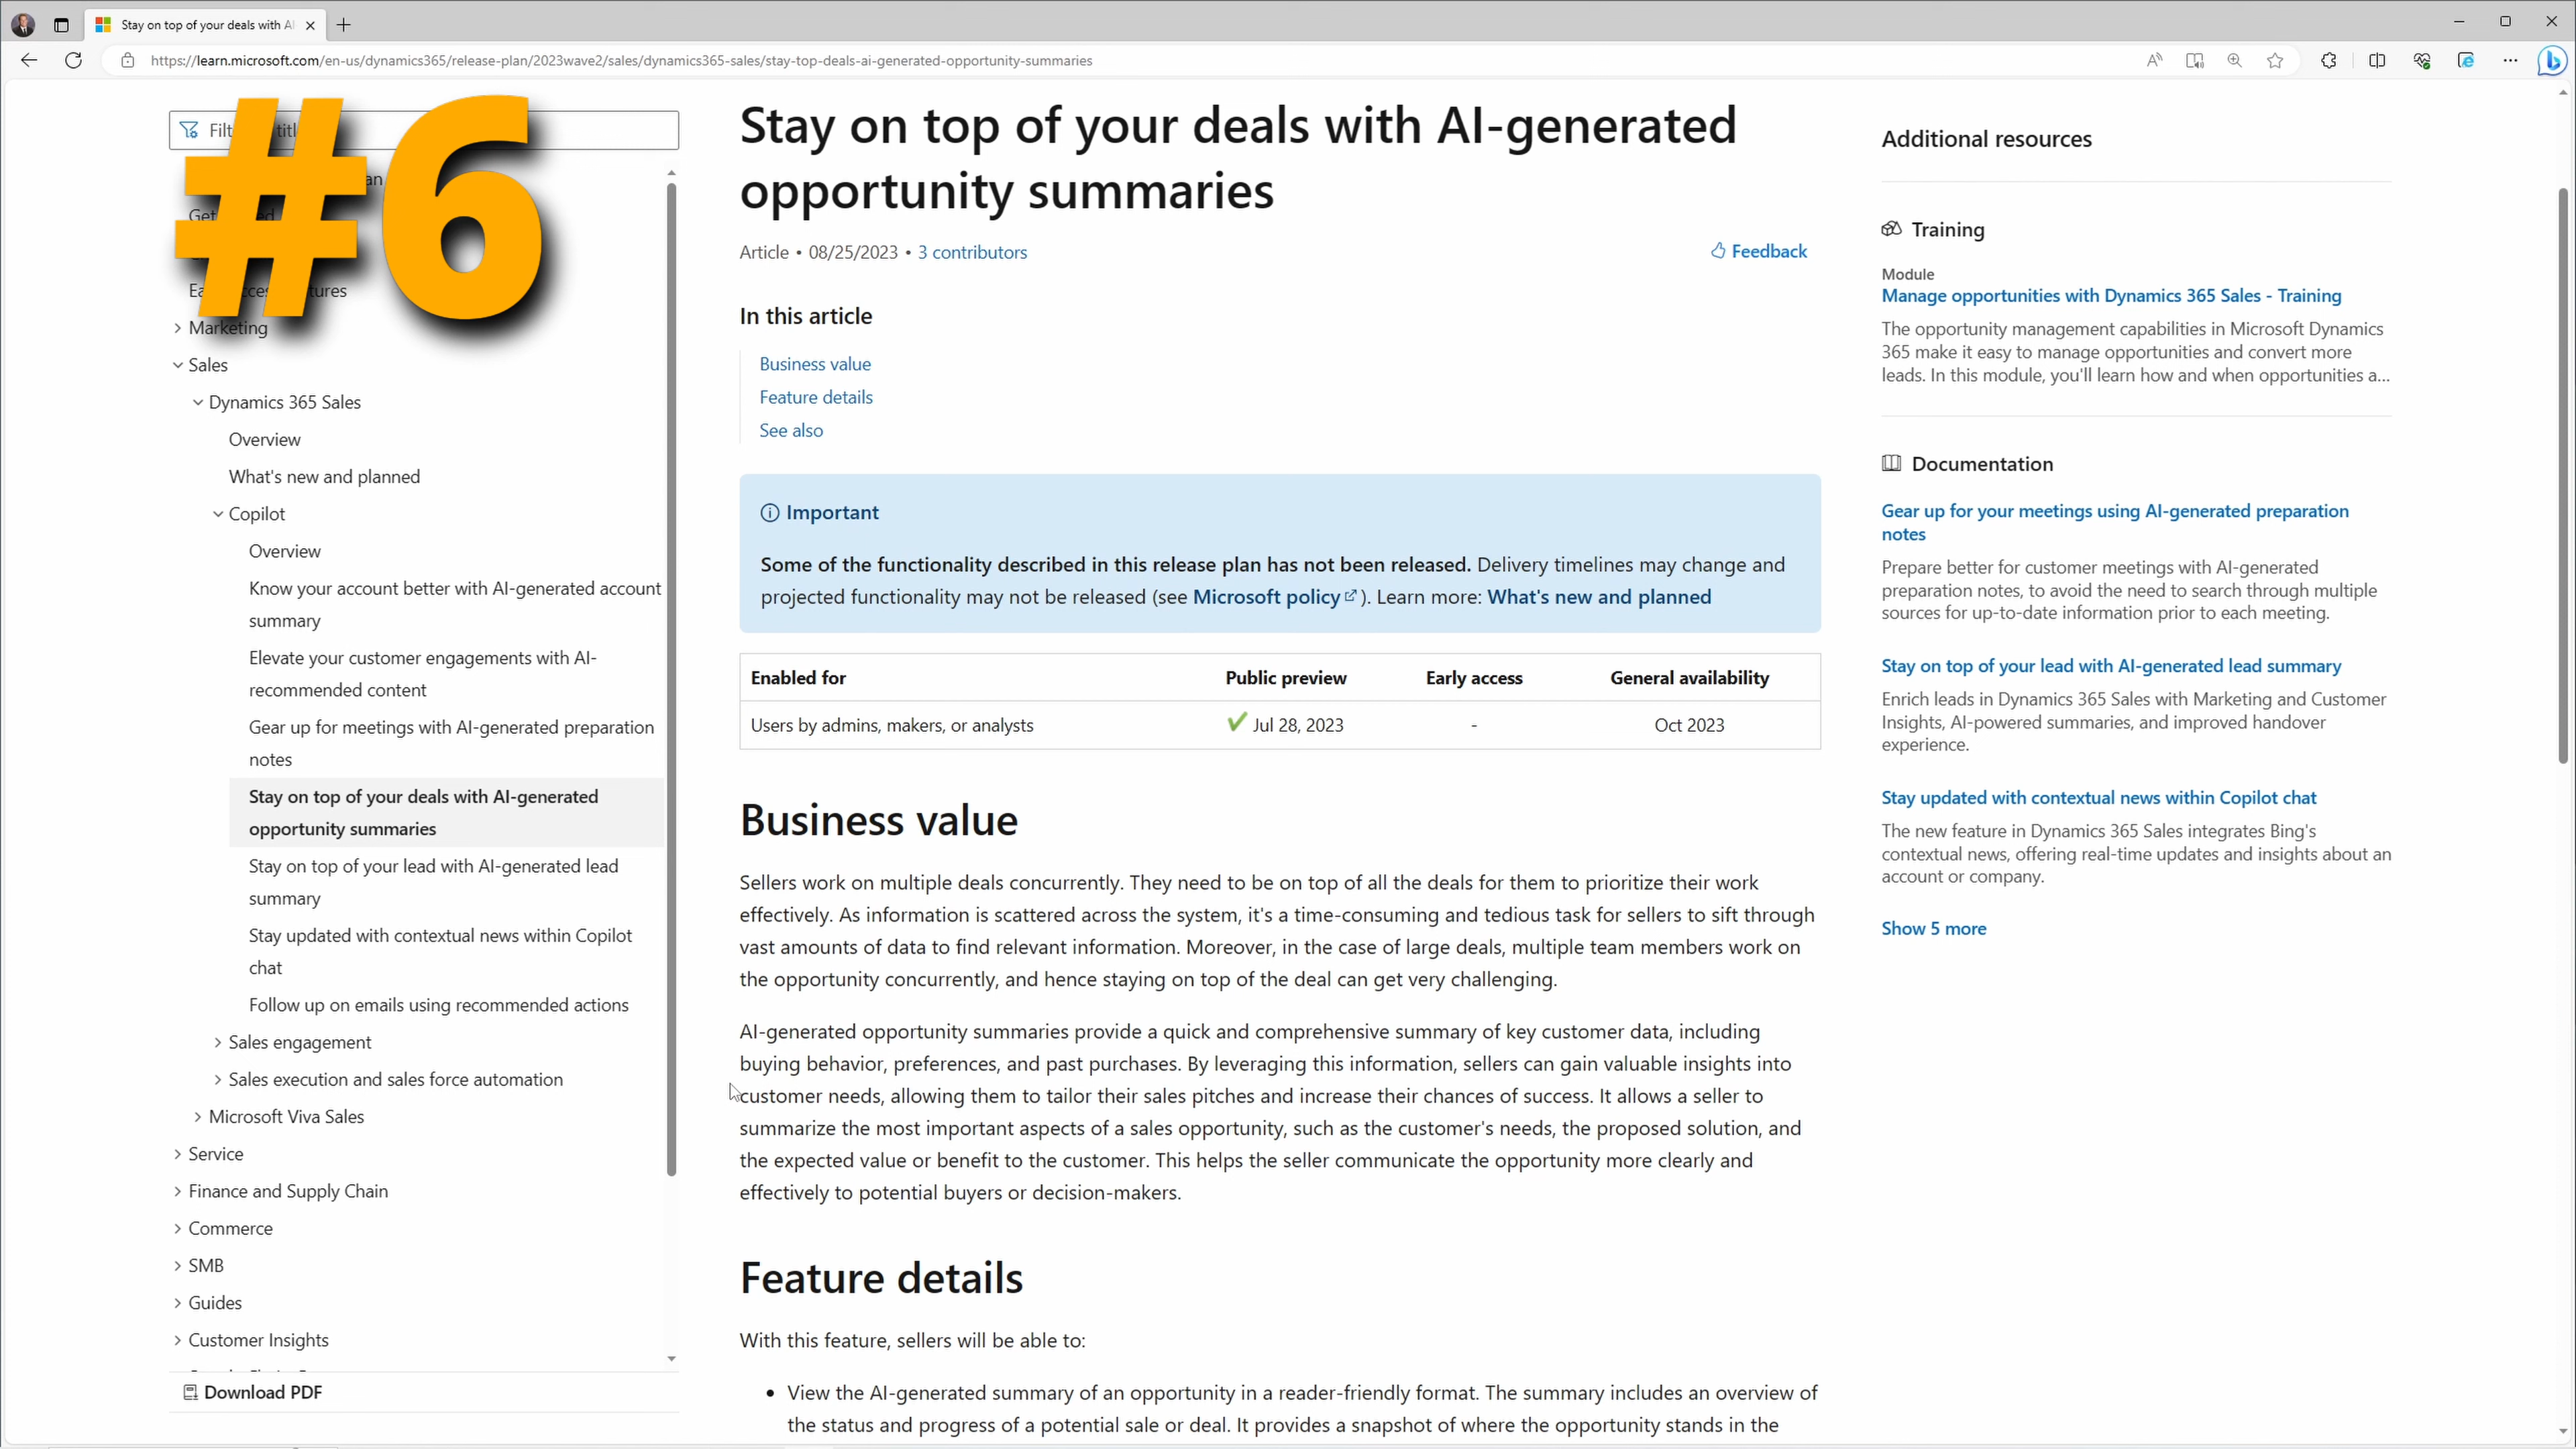 Stay on top of your deals with AI
https://learn.microsoft.com/en-us/dynamics365/release-plan/2023wave2/sales/dynamics365-sales/stay-top-deals-ai-generated-opportunity-summaries
#6
Marketing
Sales
Dynamics 365 Sales
Overview
What's new and planned
Copilot
Overview
Know your account better with AI-generated account
summary
Elevate your customer engagements with AI-
recommended content
Gear up for meetings with AI-generated preparation
notes
Stay on top of your deals with AI-generated
opportunity summaries
Stay on top of your lead with AI-generated lead
summary
Stay updated with contextual news within Copilot
chat
Follow up on emails using recommended actions
Sales engagement
Sales execution and sales force automation
Microsoft Viva Sales
Service
Finance and Supply Chain
Commerce
SMB
Guides
Customer Insights
Download PDF
Stay on top of your deals with AI-generated
opportunity summaries
Article • 08/25/2023 • 3 contributors
Feedback
In this article
Business value
Feature details
See also
Important
Some of the functionality described in this release plan has not been released. Delivery timelines may change and
projected functionality may not be released (see Microsoft policy ). Learn more: What's new and planned
Enabled for Public preview Early access General availability
Users by admins, makers, or analysts Jul 28, 2023 - Oct 2023
Business value
Sellers work on multiple deals concurrently. They need to be on top of all the deals for them to prioritize their work
effectively. As information is scattered across the system, it's a time-consuming and tedious task for sellers to sift through
vast amounts of data to find relevant information. Moreover, in the case of large deals, multiple team members work on
the opportunity concurrently, and hence staying on top of the deal can get very challenging.
AI-generated opportunity summaries provide a quick and comprehensive summary of key customer data, including
buying behavior, preferences, and past purchases. By leveraging this information, sellers can gain valuable insights into
customer needs, allowing them to tailor their sales pitches and increase their chances of success. It allows a seller to
summarize the most important aspects of a sales opportunity, such as the customer's needs, the proposed solution, and
the expected value or benefit to the customer. This helps the seller communicate the opportunity more clearly and
effectively to potential buyers or decision-makers.
Feature details
With this feature, sellers will be able to:
• View the AI-generated summary of an opportunity in a reader-friendly format. The summary includes an overview of
the status and progress of a potential sale or deal. It provides a snapshot of where the opportunity stands in the
Additional resources
Training
Module
Manage opportunities with Dynamics 365 Sales - Training
The opportunity management capabilities in Microsoft Dynamics
365 make it easy to manage opportunities and convert more
leads. In this module, you'll learn how and when opportunities a...
Documentation
Gear up for your meetings using AI-generated preparation
notes
Prepare better for customer meetings with AI-generated
preparation notes, to avoid the need to search through multiple
sources for up-to-date information prior to each meeting.
Stay on top of your lead with AI-generated lead summary
Enrich leads in Dynamics 365 Sales with Marketing and Customer
Insights, AI-powered summaries, and improved handover
experience.
Stay updated with contextual news within Copilot chat
The new feature in Dynamics 365 Sales integrates Bing's
contextual news, offering real-time updates and insights about an
account or company.
Show 5 more